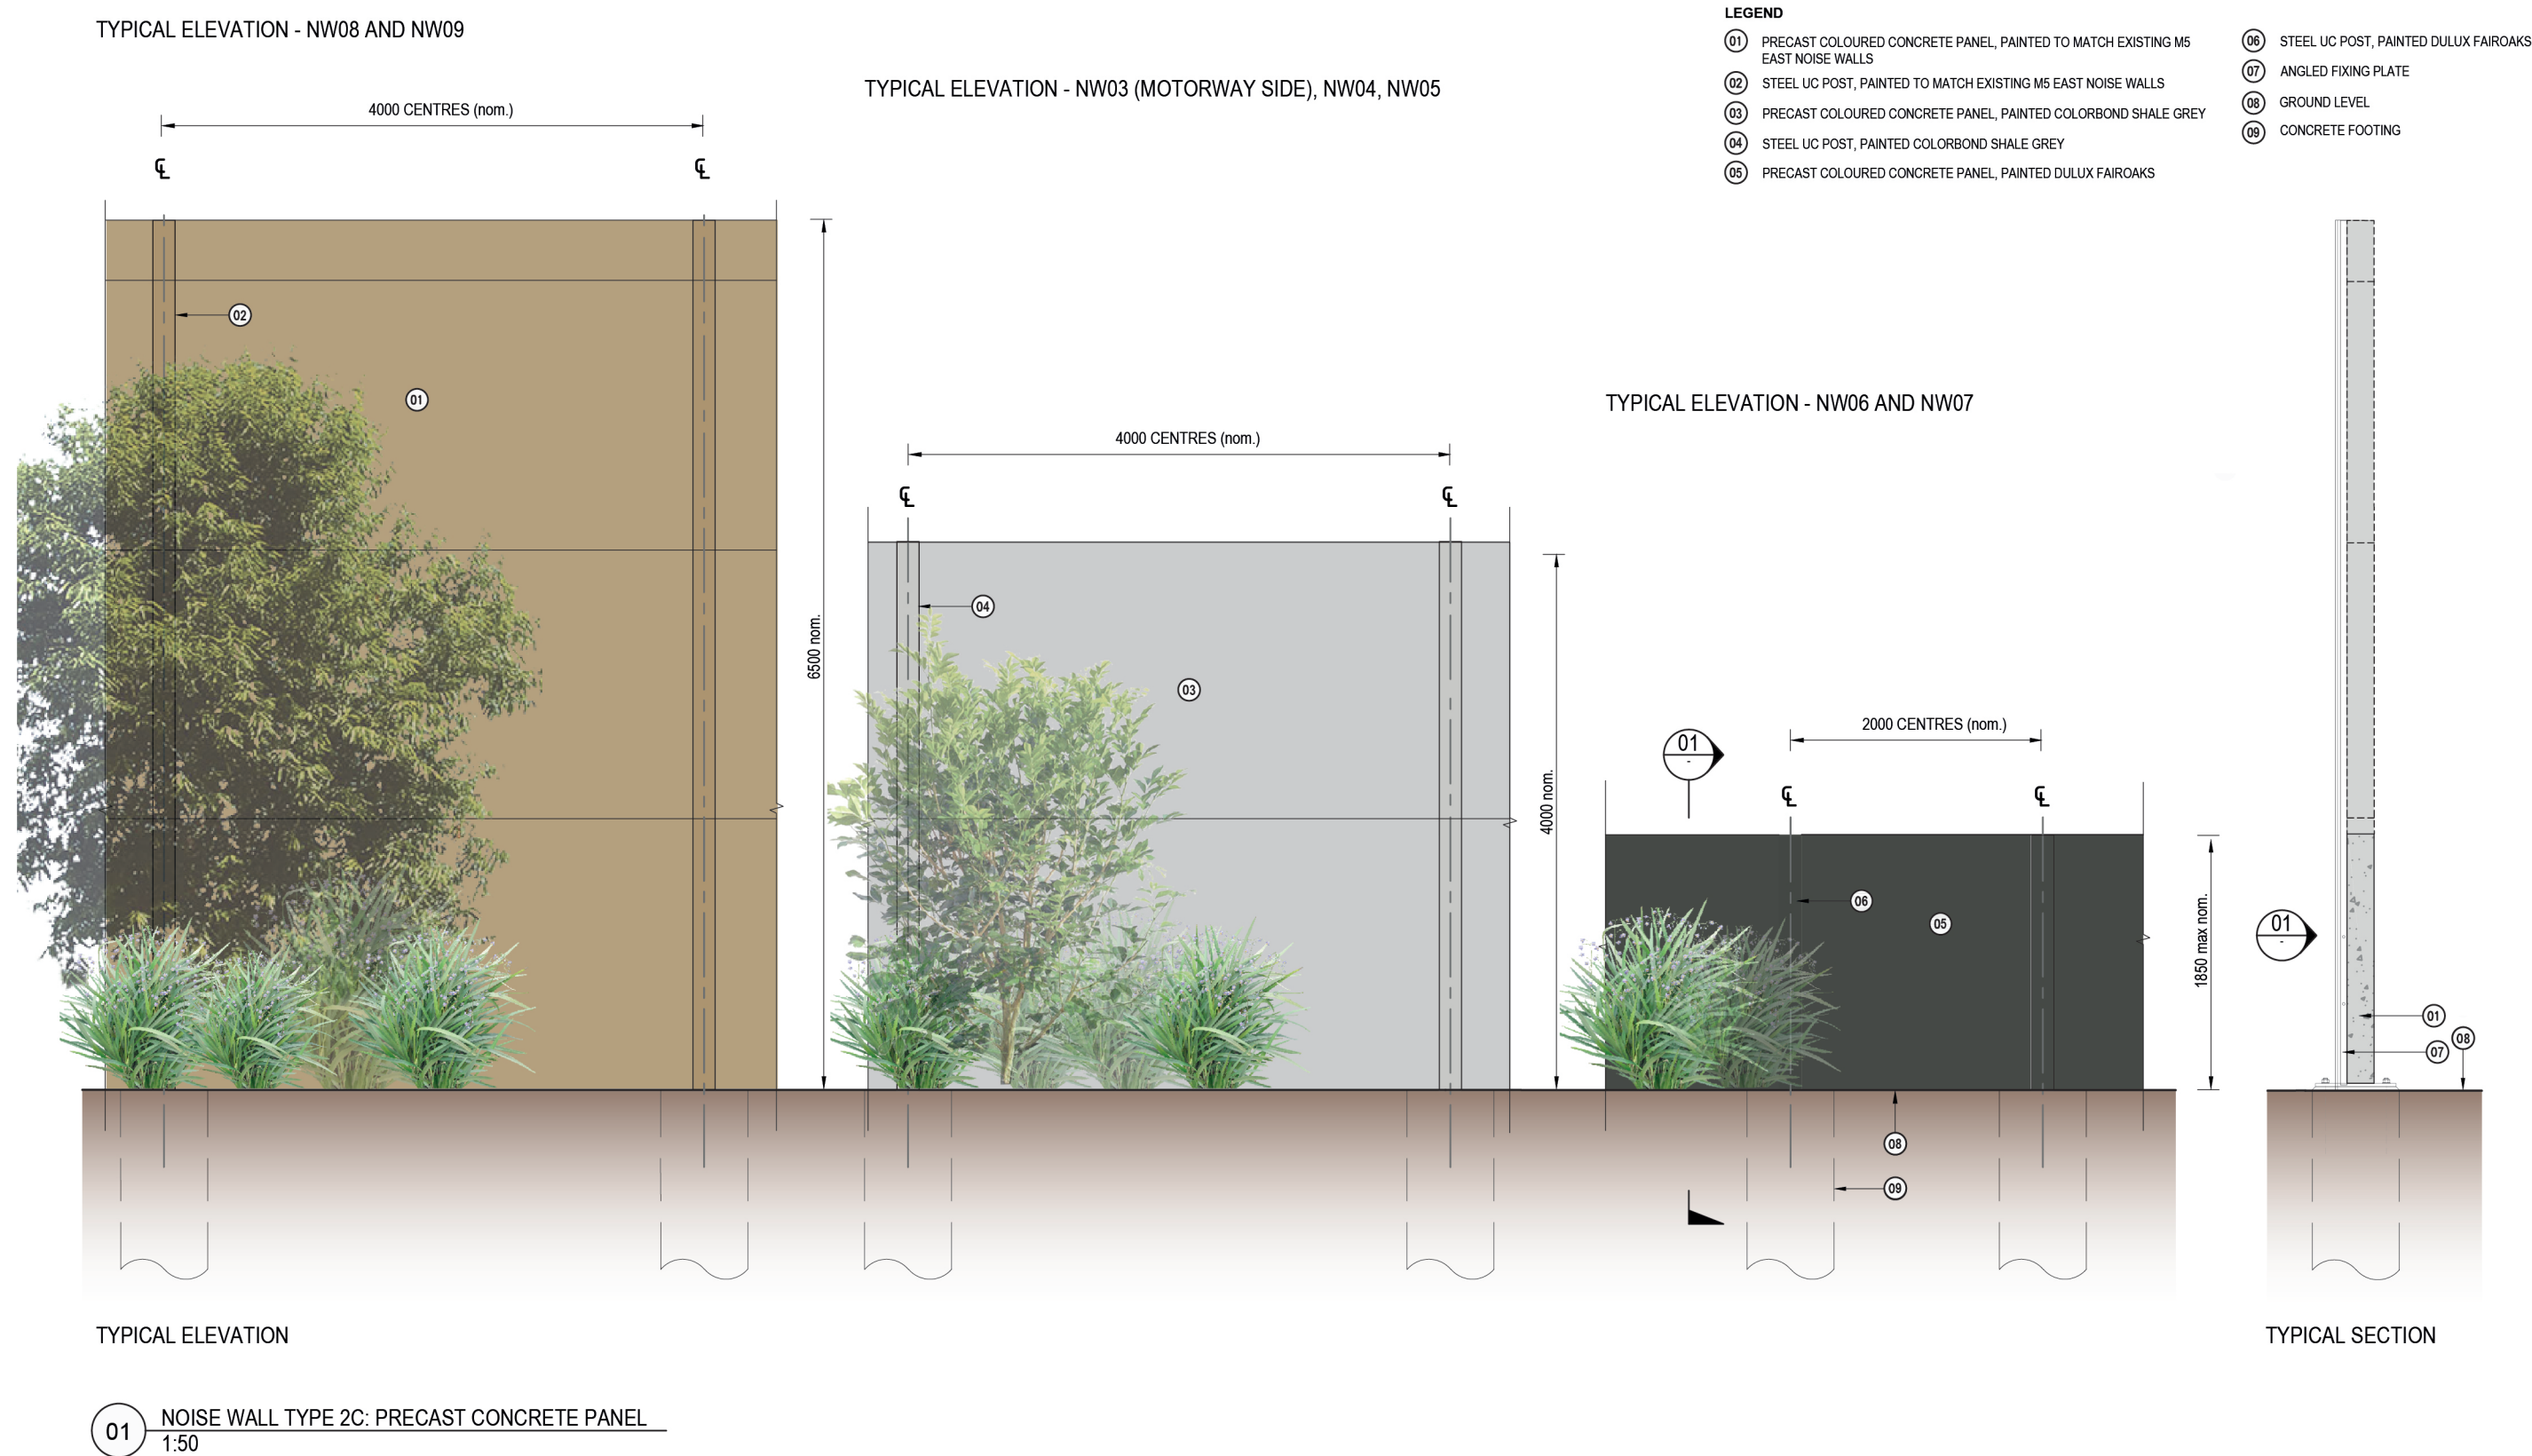 TYPICAL ELEVATION - NW08 AND NW09
4000 CENTRES (nom.)
℄
℄
02
01
6500 nom.
TYPICAL ELEVATION - NW03 (MOTORWAY SIDE), NW04, NW05
4000 CENTRES (nom.)
℄
℄
04
03
4000 nom.
TYPICAL ELEVATION - NW06 AND NW07
01
-
2000 CENTRES (nom.)
℄
℄
06
05
1850 max nom.
08
09
LEGEND
01 PRECAST COLOURED CONCRETE PANEL, PAINTED TO MATCH EXISTING M5
EAST NOISE WALLS
02 STEEL UC POST, PAINTED TO MATCH EXISTING M5 EAST NOISE WALLS
03 PRECAST COLOURED CONCRETE PANEL, PAINTED COLORBOND SHALE GREY
04 STEEL UC POST, PAINTED COLORBOND SHALE GREY
05 PRECAST COLOURED CONCRETE PANEL, PAINTED DULUX FAIROAKS
06 STEEL UC POST, PAINTED DULUX FAIROAKS
07 ANGLED FIXING PLATE
08 GROUND LEVEL
09 CONCRETE FOOTING
01
-
01
07
08
TYPICAL ELEVATION
TYPICAL SECTION
01 NOISE WALL TYPE 2C: PRECAST CONCRETE PANEL
1:50